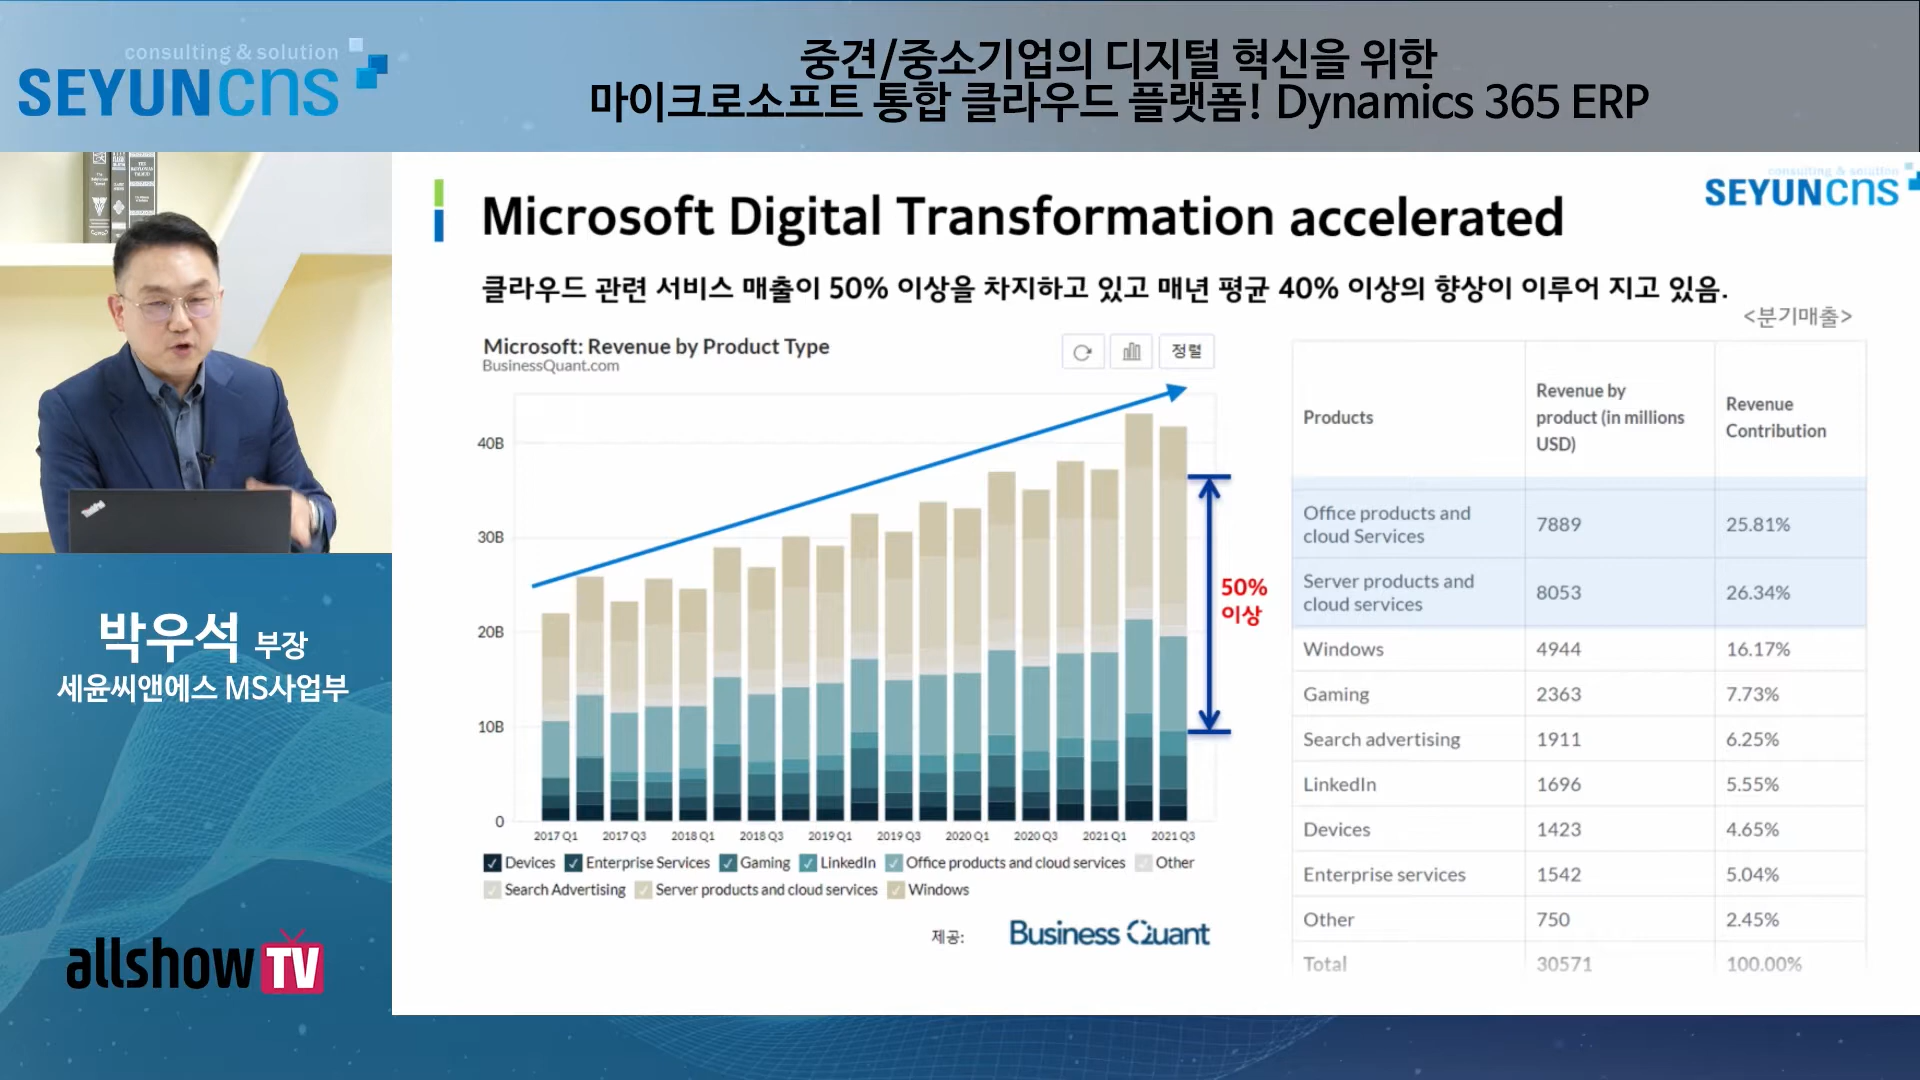 consulting & solution
SEYUNCNS
중견/중소기업의 디지털 혁신을 위한
마이크로소프트 통합 클라우드 플랫폼! Dynamics 365 ERP
consulting & solution
SEYUNCNS
Microsoft Digital Transformation accelerated
클라우드 관련 서비스 매출이 50% 이상을 차지하고 있고 매년 평균 40% 이상의 향상이 이루어 지고 있음.
<분기매출>
Microsoft: Revenue by Product Type
BusinessQuant.com
정렬
40B
30B
20B
10B
0
2017 Q1 2017 Q3 2018 Q1 2018 Q3 2019 Q1 2019 Q3 2020 Q1 2020 Q3 2021 Q1 2021 Q3
50%
이상
Devices Enterprise Services Gaming LinkedIn Office products and cloud services Other
Search Advertising Server products and cloud services Windows
제공: Business Quant
Products Revenue by product (in millions USD) Revenue Contribution
Office products and cloud Services 7889 25.81%
Server products and cloud services 8053 26.34%
Windows 4944 16.17%
Gaming 2363 7.73%
Search advertising 1911 6.25%
LinkedIn 1696 5.55%
Devices 1423 4.65%
Enterprise services 1542 5.04%
Other 750 2.45%
Total 30571 100.00%
ThinkPad
박우석 부장
세윤씨앤에스 MS사업부
allshow TV